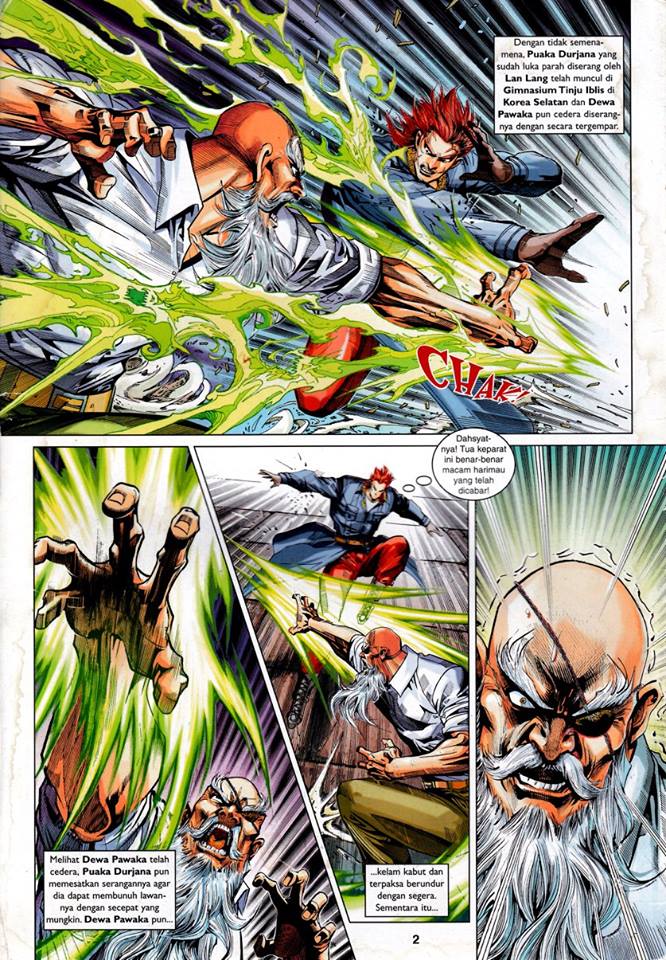 Dengan tidak semena-
mena, Puaka Durjana yang
sudah luka parah diserang oleh
Lan Lang telah muncul di
Gimnasium Tinju Iblis di
Korea Selatan dan Dewa
Pawaka pun cedera diserang-
nya dengan secara tergempar.
CHAK!
Dahsyat-
nya! Tua keparat
ini benar-benar
macam harimau
yang telah
dicabar!
Melihat Dewa Pawaka telah
cedera, Puaka Durjana pun
memesatkan serangannya agar
dia dapat membunuh lawan-
nya dengan secepat yang
mungkin. Dewa Pawaka pun...
...kelam kabut dan
terpaksa berundur
dengan segera.
Sementara itu...
2